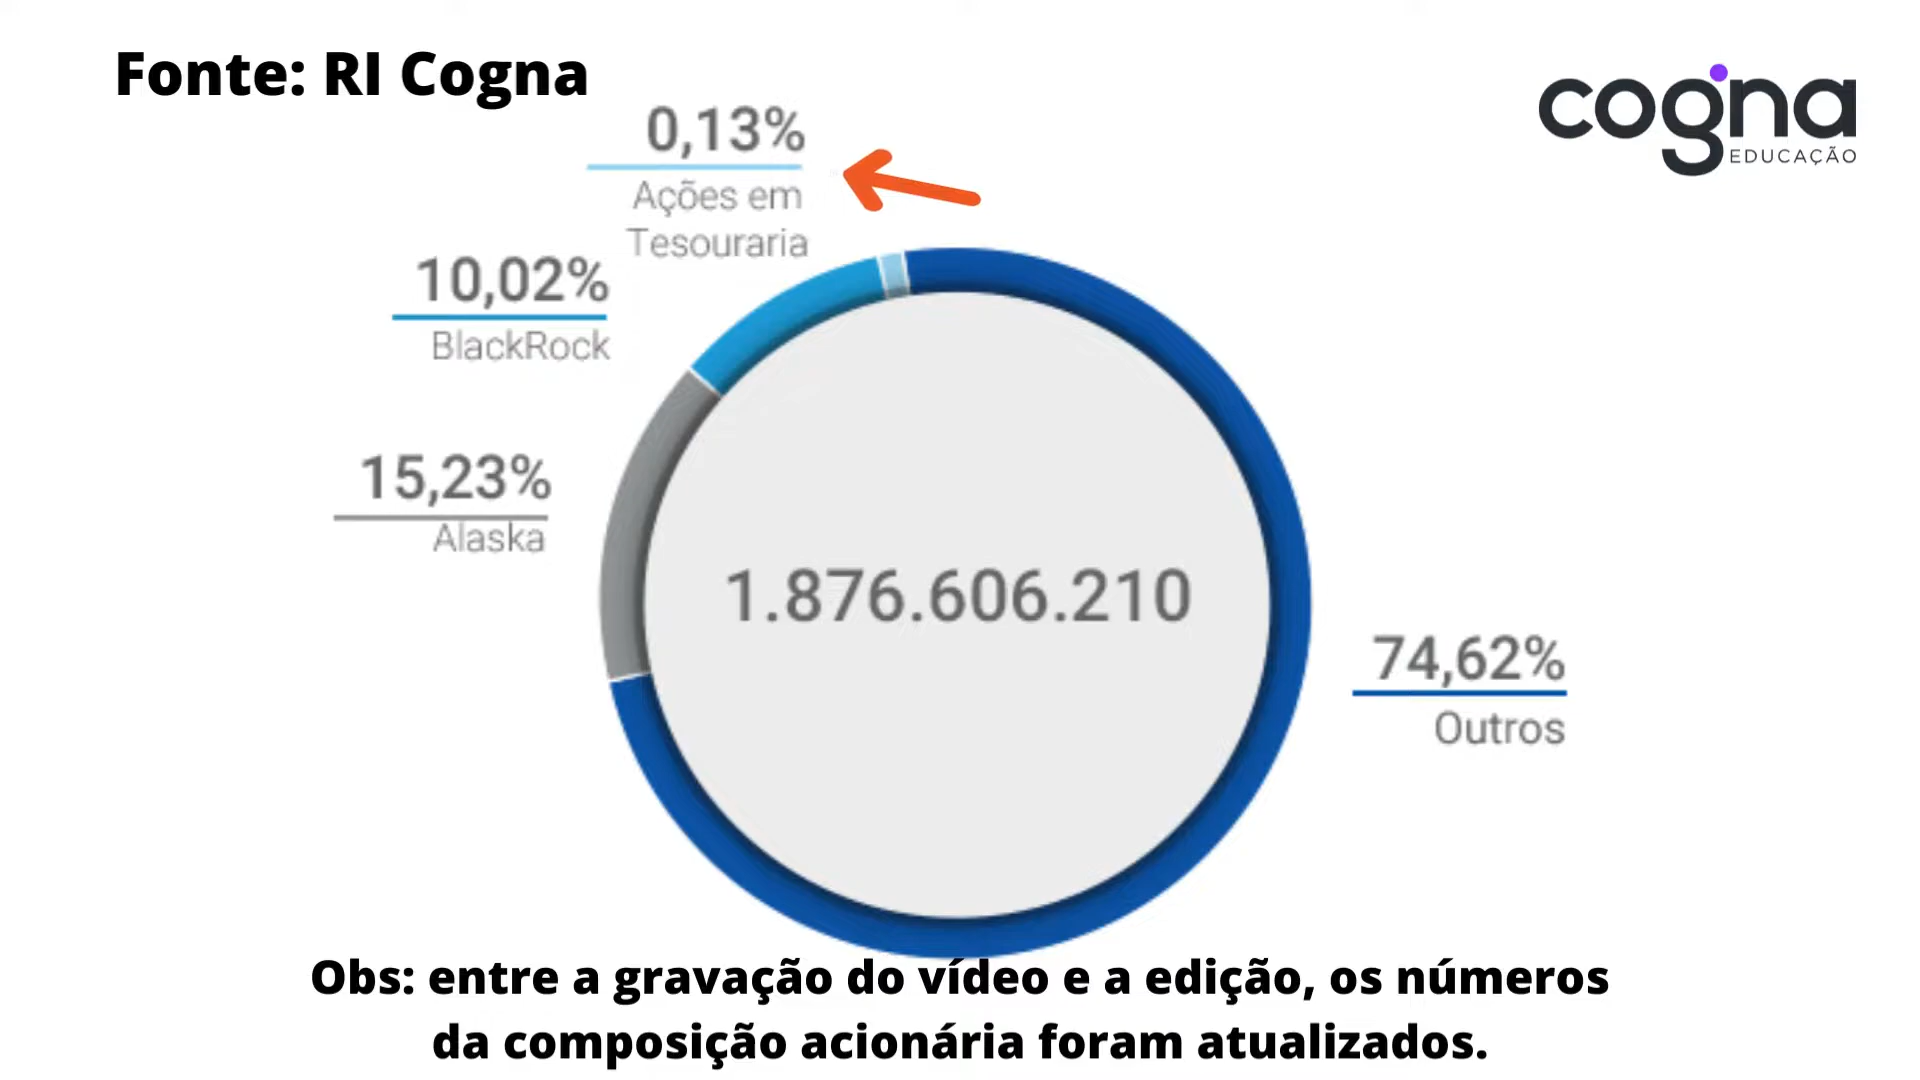 Fonte: RI Cogna
cogna
EDUCAÇÃO
0,13%
Ações em
Tesouraria
10,02%
BlackRock
15,23%
Alaska
1.876.606.210
74,62%
Outros
Obs: entre a gravação do vídeo e a edição, os números
da composição acionária foram atualizados.